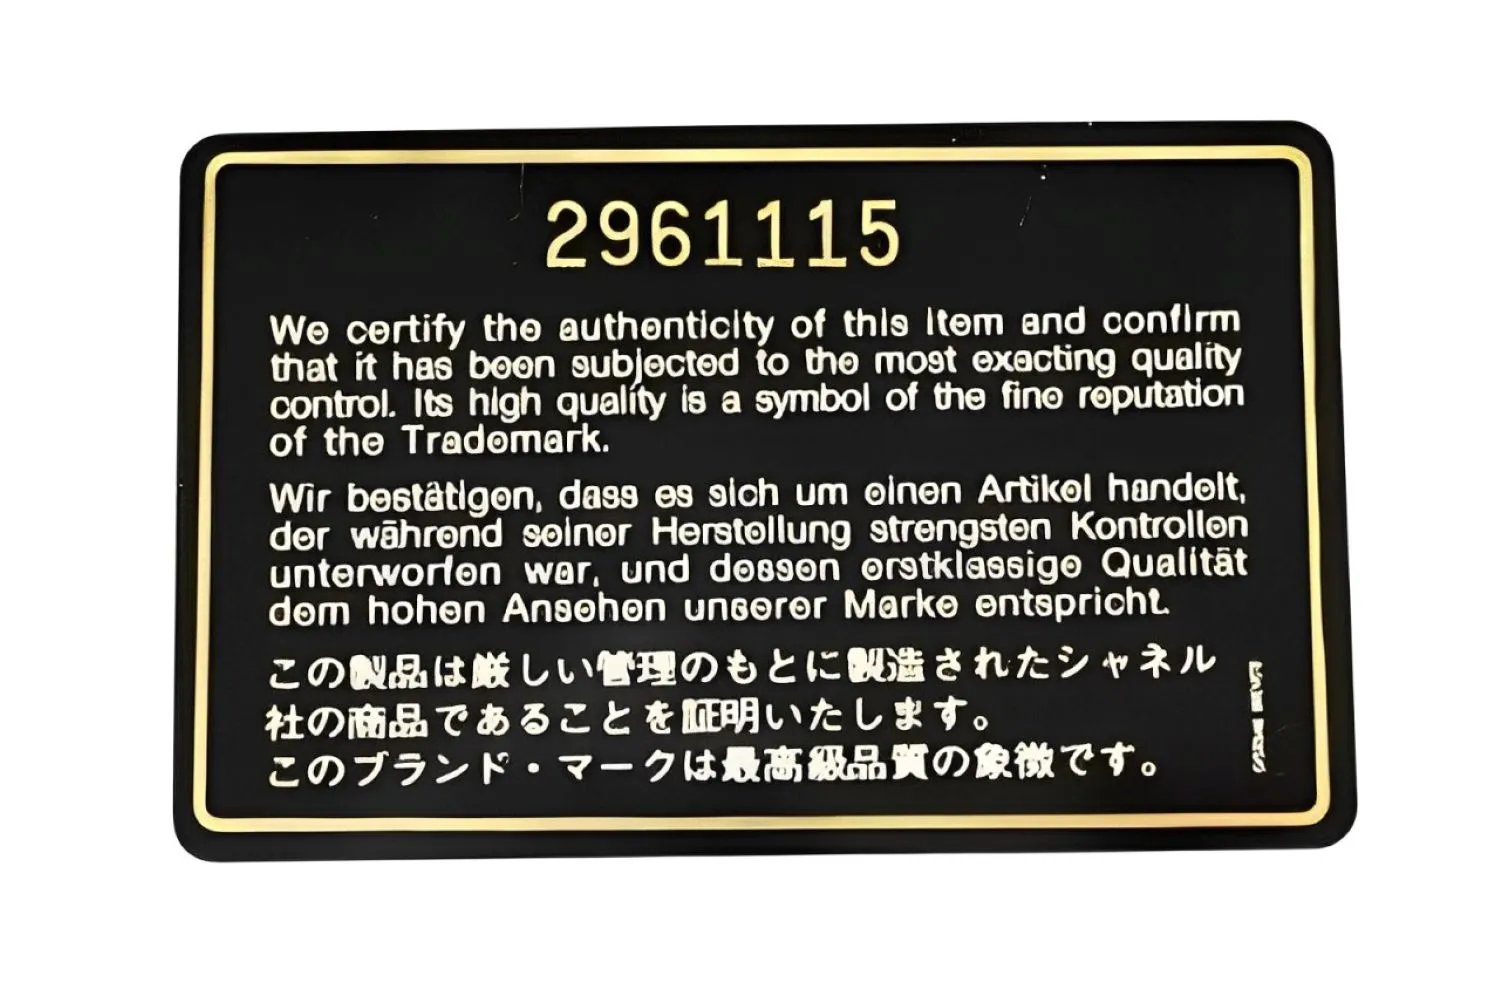 2961115
We certify the authenticity of this item and confirm
that it has been subjected to the most exacting quality
control. Its high quality is a symbol of the fine reputation
of the Trademark.
Wir bestätigen, dass es sich um einen Artikel handelt,
der während seiner Herstellung strengsten Kontrollen
unterworfen war, und dessen erstklassige Qualität
dem hohen Ansehen unserer Marke entspricht.
この製品は厳しい管理のもとに製造されたシャネル
社の商品であることを証明いたします。
このブランド・マークは最高級品質の象徴です。